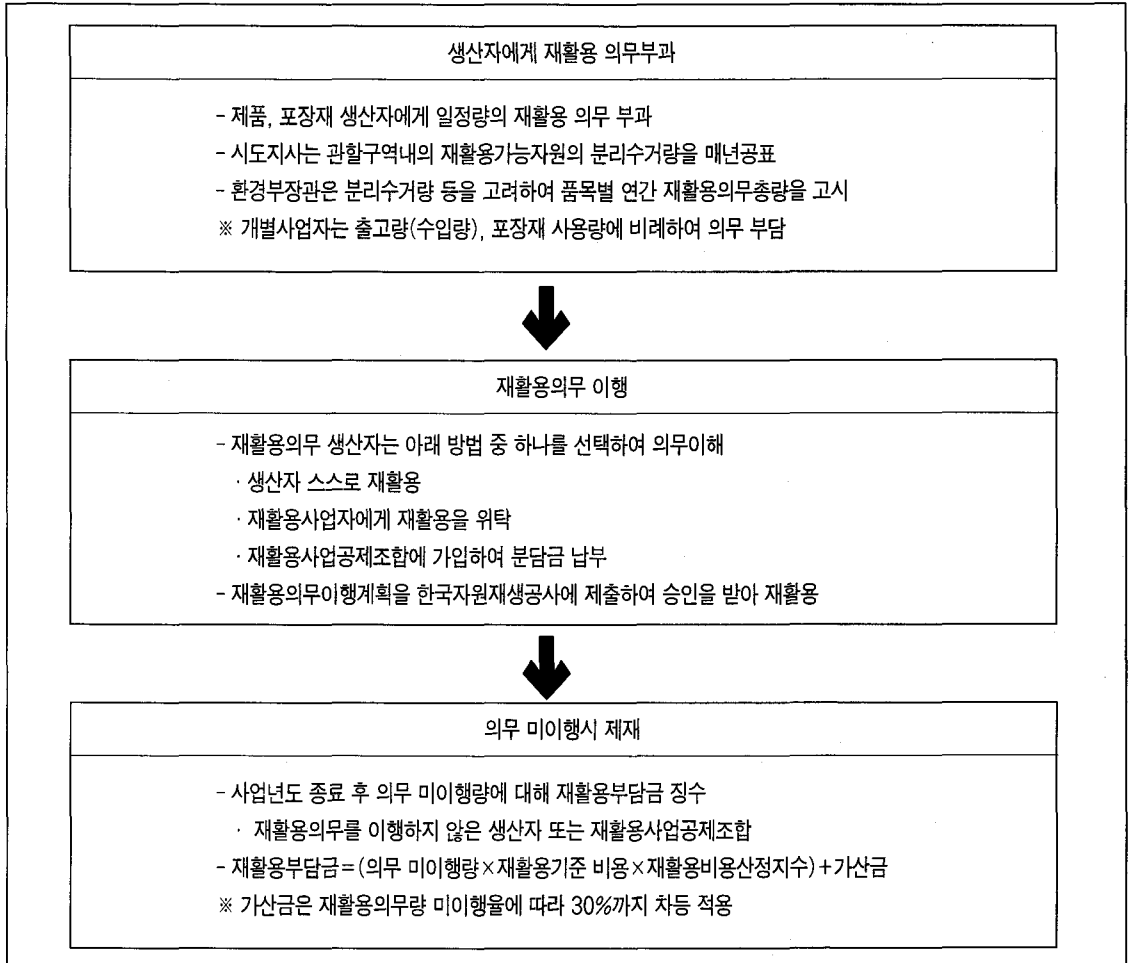 생산자에게 재활용 의무부과
- 제품, 포장재 생산자에게 일정량의 재활용 의무 부과
- 시도지사는 관할구역내의 재활용가능자원의 분리수거량을 매년공표
- 환경부장관은 분리수거량 등을 고려하여 품목별 연간 재활용의무총량을 고시
※ 개별사업자는 출고량(수입량), 포장재 사용량에 비례하여 의무 부담
재활용의무 이행
- 재활용의무 생산자는 아래 방법 중 하나를 선택하여 의무이해
· 생산자 스스로 재활용
· 재활용사업자에게 재활용을 위탁
· 재활용사업공제조합에 가입하여 분담금 납부
- 재활용의무이행계획을 한국자원재생공사에 제출하여 승인을 받아 재활용
의무 미이행시 제재
- 사업년도 종료 후 의무 미이행량에 대해 재활용부담금 징수
· 재활용의무를 이행하지 않은 생산자 또는 재활용사업공제조합
- 재활용부담금=(의무 미이행량×재활용기준 비용×재활용비용산정지수)+가산금
※ 가산금은 재활용의무량 미이행율에 따라 30%까지 차등 적용